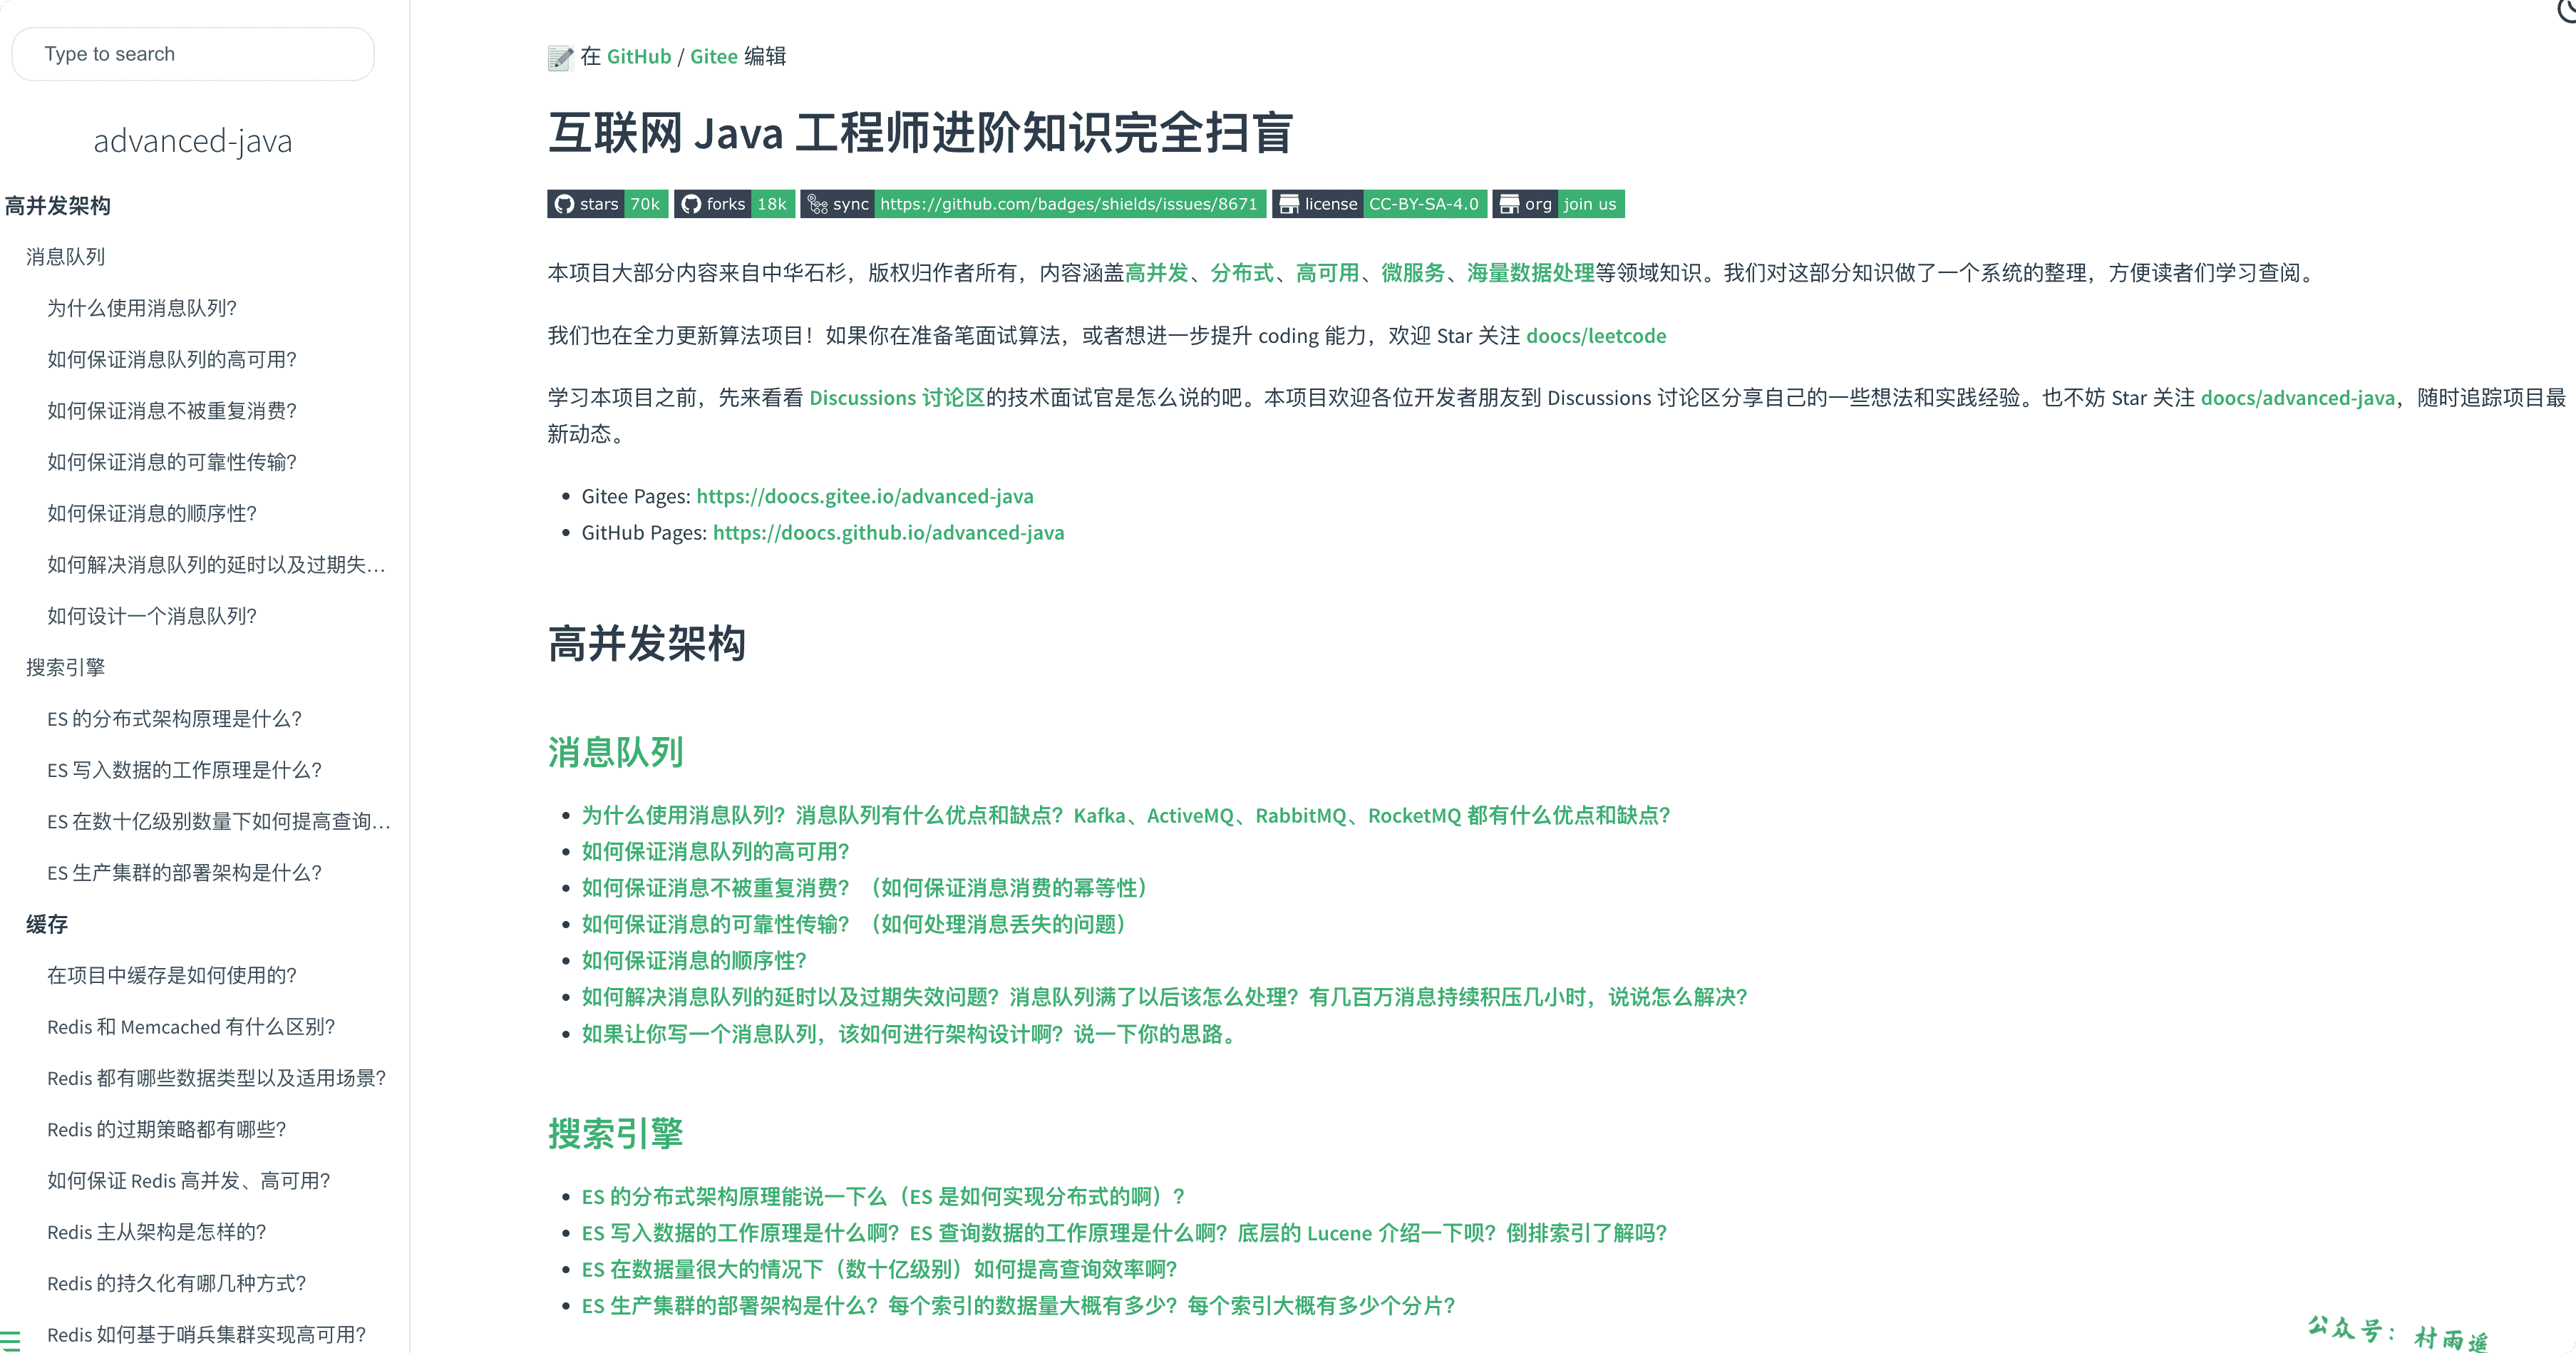 Type to search
advanced-java
高并发架构
消息队列
为什么使用消息队列？
如何保证消息队列的高可用？
如何保证消息不被重复消费？
如何保证消息的可靠性传输？
如何保证消息的顺序性？
如何解决消息队列的延时以及过期失…
如何设计一个消息队列？
搜索引擎
ES 的分布式架构原理是什么？
ES 写入数据的工作原理是什么？
ES 在数十亿级别数量下如何提高查询…
ES 生产集群的部署架构是什么？
缓存
在项目中缓存是如何使用的？
Redis 和 Memcached 有什么区别？
Redis 都有哪些数据类型以及适用场景？
Redis 的过期策略都有哪些？
如何保证 Redis 高并发、高可用？
Redis 主从架构是怎样的？
Redis 的持久化有哪几种方式？
Redis 如何基于哨兵集群实现高可用？
在 GitHub / Gitee 编辑
互联网 Java 工程师进阶知识完全扫盲
stars 70k forks 18k sync https://github.com/badges/shields/issues/8671 license CC-BY-SA-4.0 org join us
本项目大部分内容来自中华石杉，版权归作者所有，内容涵盖高并发、分布式、高可用、微服务、海量数据处理等领域知识。我们对这部分知识做了一个系统的整理，方便读者们学习查阅。
我们也在全力更新算法项目！如果你在准备笔面试算法，或者想进一步提升 coding 能力，欢迎 Star 关注 doocs/leetcode
学习本项目之前，先来看看 Discussions 讨论区的技术面试官是怎么说的吧。本项目欢迎各位开发者朋友到 Discussions 讨论区分享自己的一些想法和实践经验。也不妨 Star 关注 doocs/advanced-java，随时追踪项目最
新动态。
Gitee Pages: https://doocs.gitee.io/advanced-java
GitHub Pages: https://doocs.github.io/advanced-java
高并发架构
消息队列
为什么使用消息队列？消息队列有什么优点和缺点？Kafka、ActiveMQ、RabbitMQ、RocketMQ 都有什么优点和缺点？
如何保证消息队列的高可用？
如何保证消息不被重复消费？（如何保证消息消费的幂等性）
如何保证消息的可靠性传输？（如何处理消息丢失的问题）
如何保证消息的顺序性？
如何解决消息队列的延时以及过期失效问题？消息队列满了以后该怎么处理？有几百万消息持续积压几小时，说说怎么解决？
如果让你写一个消息队列，该如何进行架构设计啊？说一下你的思路。
搜索引擎
ES 的分布式架构原理能说一下么（ES 是如何实现分布式的啊）？
ES 写入数据的工作原理是什么啊？ES 查询数据的工作原理是什么啊？底层的 Lucene 介绍一下呗？倒排索引了解吗？
ES 在数据量很大的情况下（数十亿级别）如何提高查询效率啊？
ES 生产集群的部署架构是什么？每个索引的数据量大概有多少？每个索引大概有多少个分片？
公众号：村雨遥